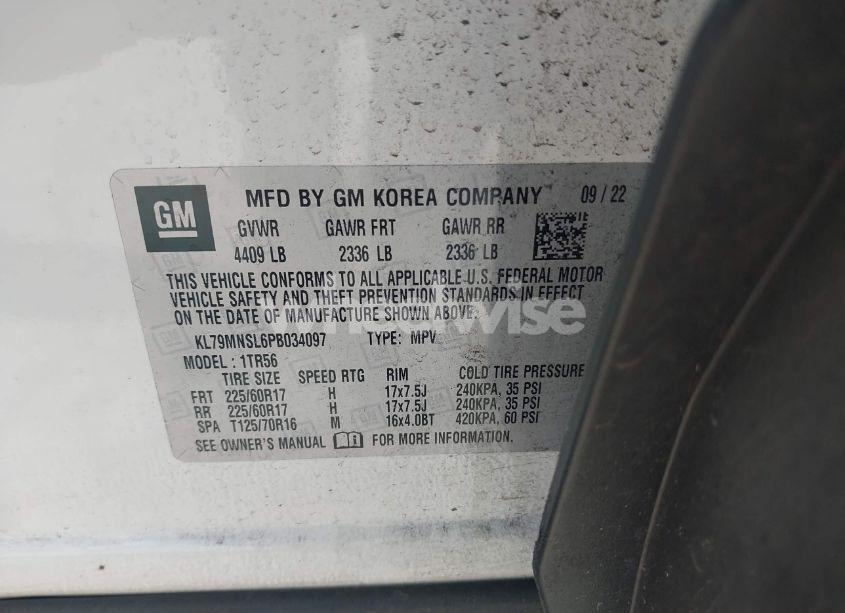 GM
MFD BY GM KOREA COMPANY 09 / 22
GVWR GAWR FRT GAWR RR
4409 LB 2336 LB 2336 LB
THIS VEHICLE CONFORMS TO ALL APPLICABLE U.S. FEDERAL MOTOR
VEHICLE SAFETY AND THEFT PREVENTION STANDARDS IN EFFECT
ON THE DATE OF MANUFACTURE SHOWN ABOVE.
wheelwise
KL79MNSL6PB034097 TYPE: MPV
MODEL: 1TR56
TIRE SIZE SPEED RTG RIM COLD TIRE PRESSURE
FRT 225/60R17 H 17x7.5J 240KPA, 35 PSI
RR 225/60R17 H 17x7.5J 240KPA, 35 PSI
SPA T125/70R16 M 16x4.0BT 420KPA, 60 PSI
SEE OWNER'S MANUAL FOR MORE INFORMATION.